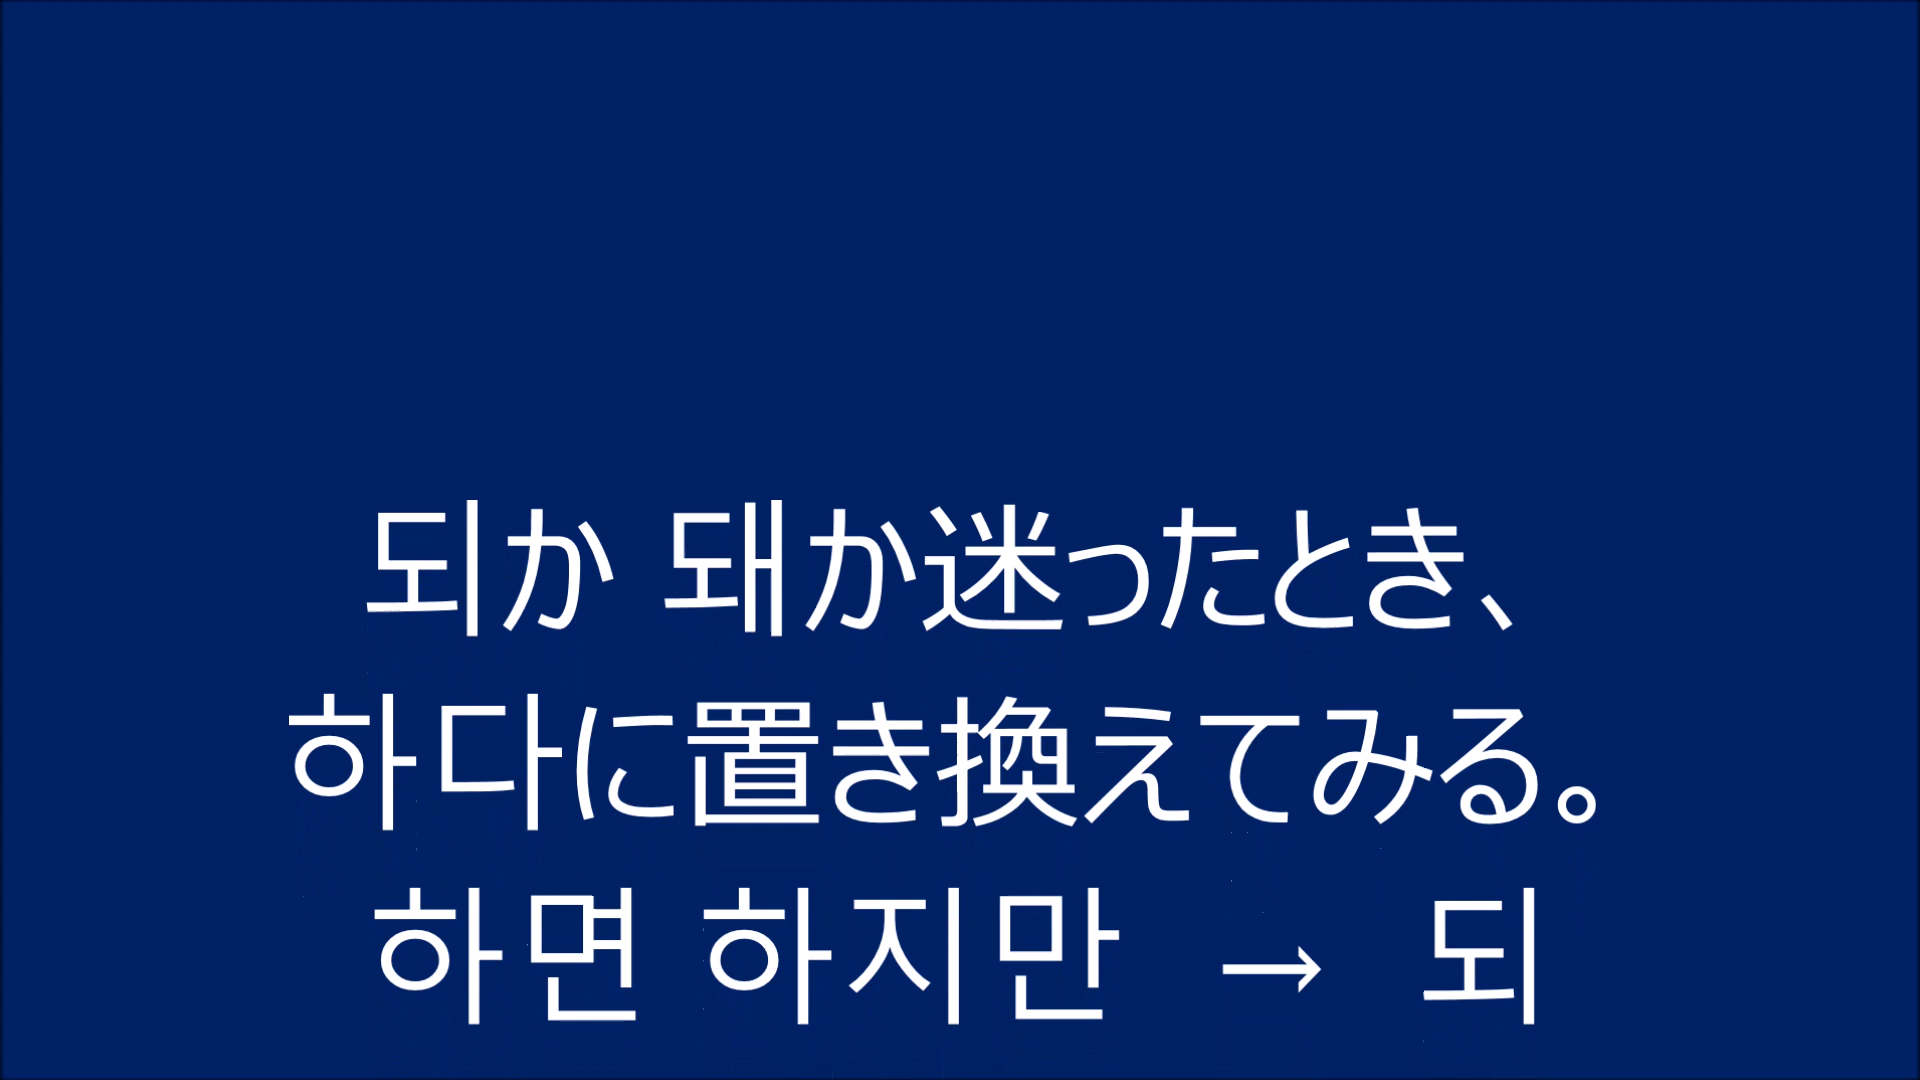 되か 돼か迷ったとき、
하다に置き換えてみる。
하면 하지만 → 되